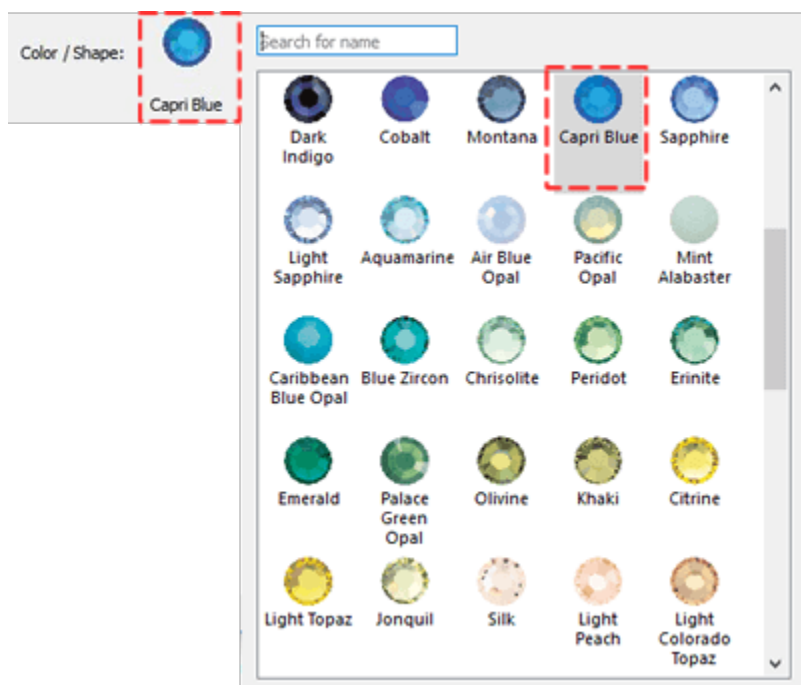 Color / Shape:
Capri Blue
Search for name
Dark
Indigo
Cobalt
Montana
Capri Blue
Sapphire
Light
Sapphire
Aquamarine
Air Blue
Opal
Pacific
Opal
Mint
Alabaster
Caribbean
Blue Opal
Blue Zircon
Chrisolite
Peridot
Erinite
Emerald
Palace
Green
Opal
Olivine
Khaki
Citrine
Light Topaz
Jonquil
Silk
Light
Peach
Light
Colorado
Topaz